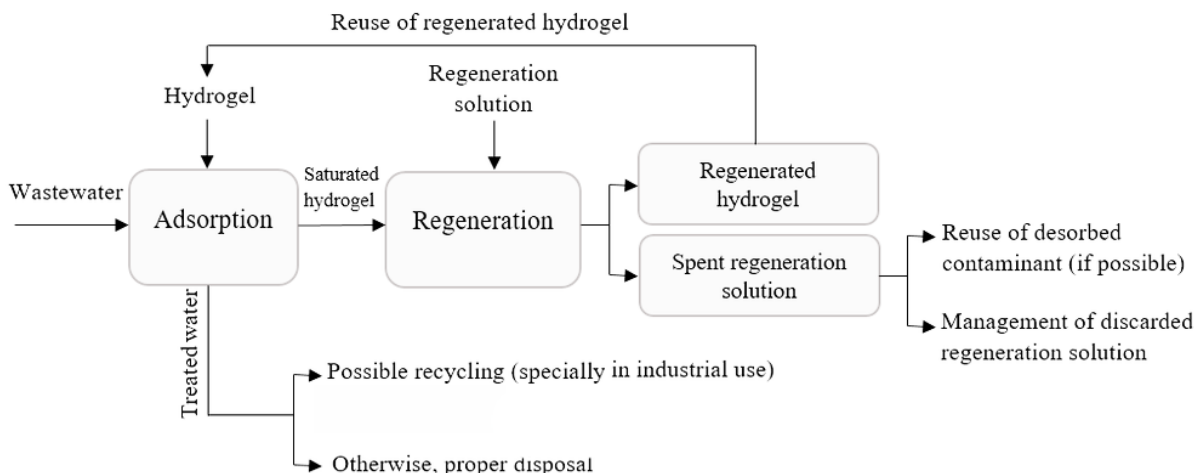 Reuse of regenerated hydrogel
Hydrogel
Regeneration
solution
Wastewater
Adsorption
Saturated
hydrogel
Regeneration
Regenerated
hydrogel
Spent regeneration
solution
Reuse of desorbed
contaminant (if possible)
Management of discarded
regeneration solution
Treated water
Possible recycling (specially in industrial use)
Otherwise, proper disposal